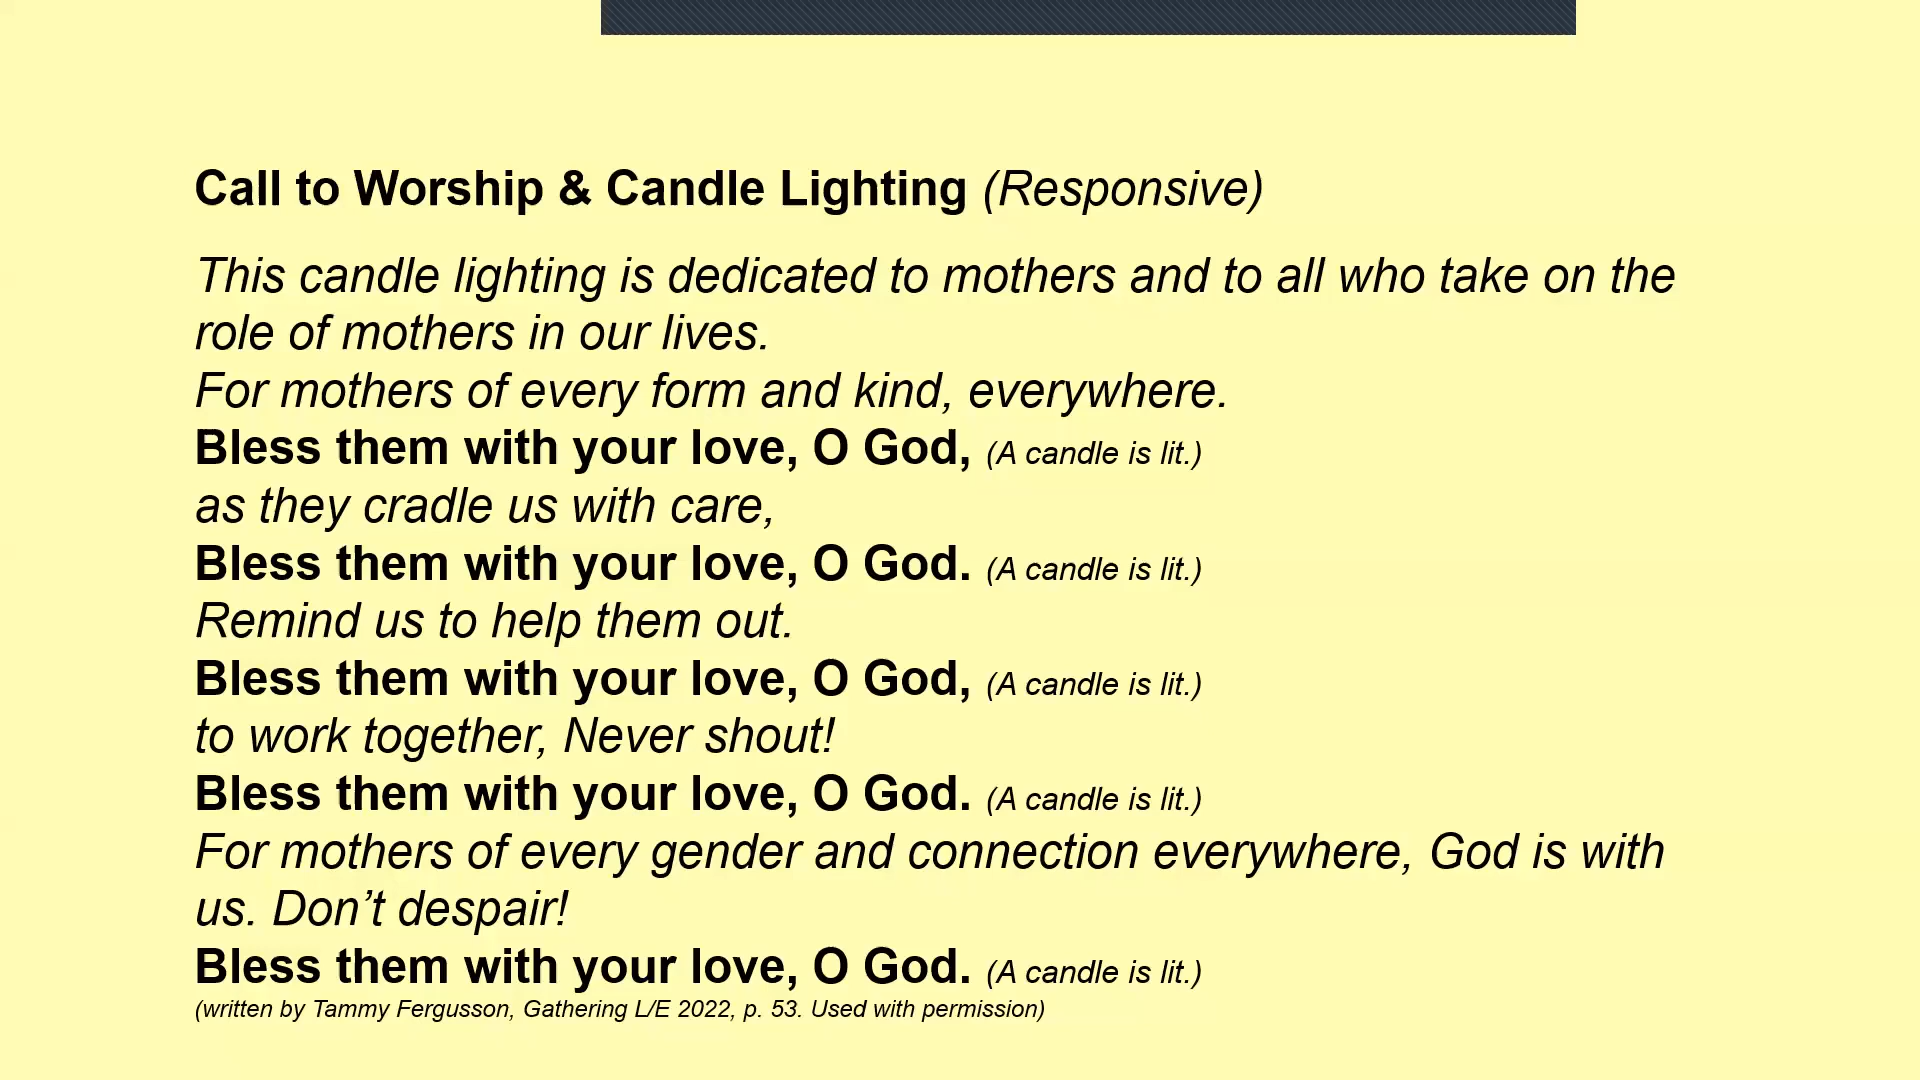 Call to Worship & Candle Lighting (Responsive)
This candle lighting is dedicated to mothers and to all who take on the
role of mothers in our lives.
For mothers of every form and kind, everywhere.
Bless them with your love, O God, (A candle is lit.)
as they cradle us with care,
Bless them with your love, O God. (A candle is lit.)
Remind us to help them out.
Bless them with your love, O God, (A candle is lit.)
to work together, Never shout!
Bless them with your love, O God. (A candle is lit.)
For mothers of every gender and connection everywhere, God is with
us. Don’t despair!
Bless them with your love, O God. (A candle is lit.)
(written by Tammy Fergusson, Gathering L/E 2022, p. 53. Used with permission)